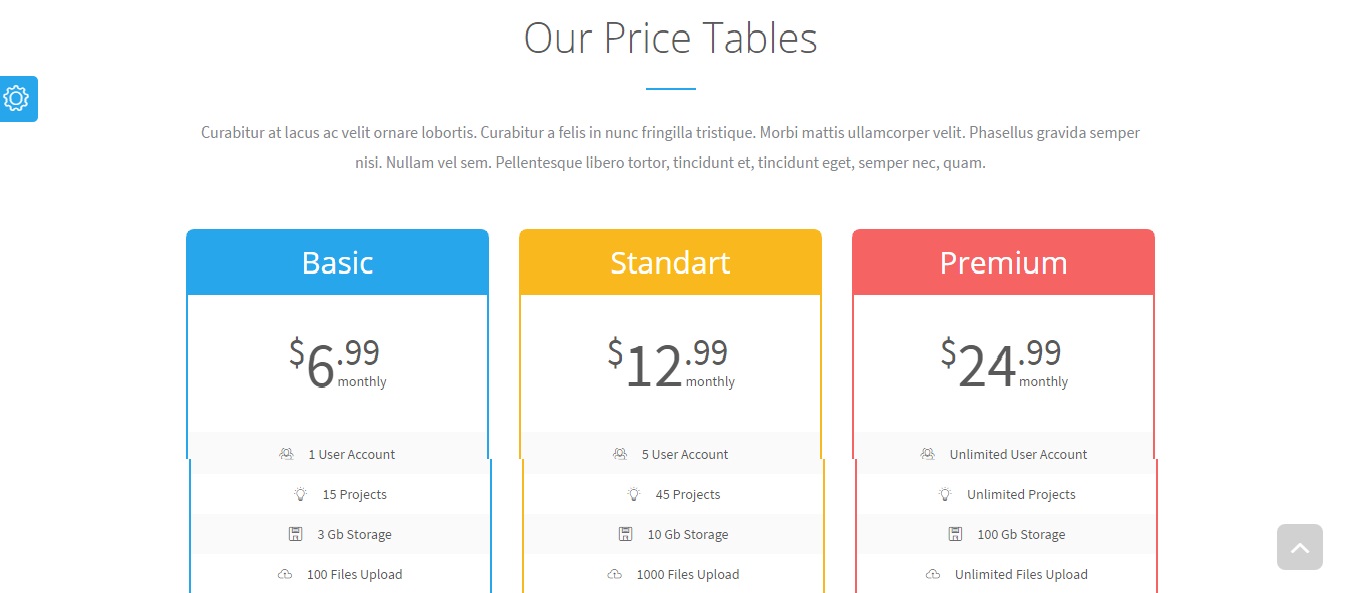 Our Price Tables
Curabitur at lacus ac velit ornare lobortis. Curabitur a felis in nunc fringilla tristique. Morbi mattis ullamcorper velit. Phasellus gravida semper
nisi. Nullam vel sem. Pellentesque libero tortor, tincidunt et, tincidunt eget, semper nec, quam.
Basic
$6.99
monthly
1 User Account
15 Projects
3 Gb Storage
100 Files Upload
Standart
$12.99
monthly
5 User Account
45 Projects
10 Gb Storage
1000 Files Upload
Premium
$24.99
monthly
Unlimited User Account
Unlimited Projects
100 Gb Storage
Unlimited Files Upload